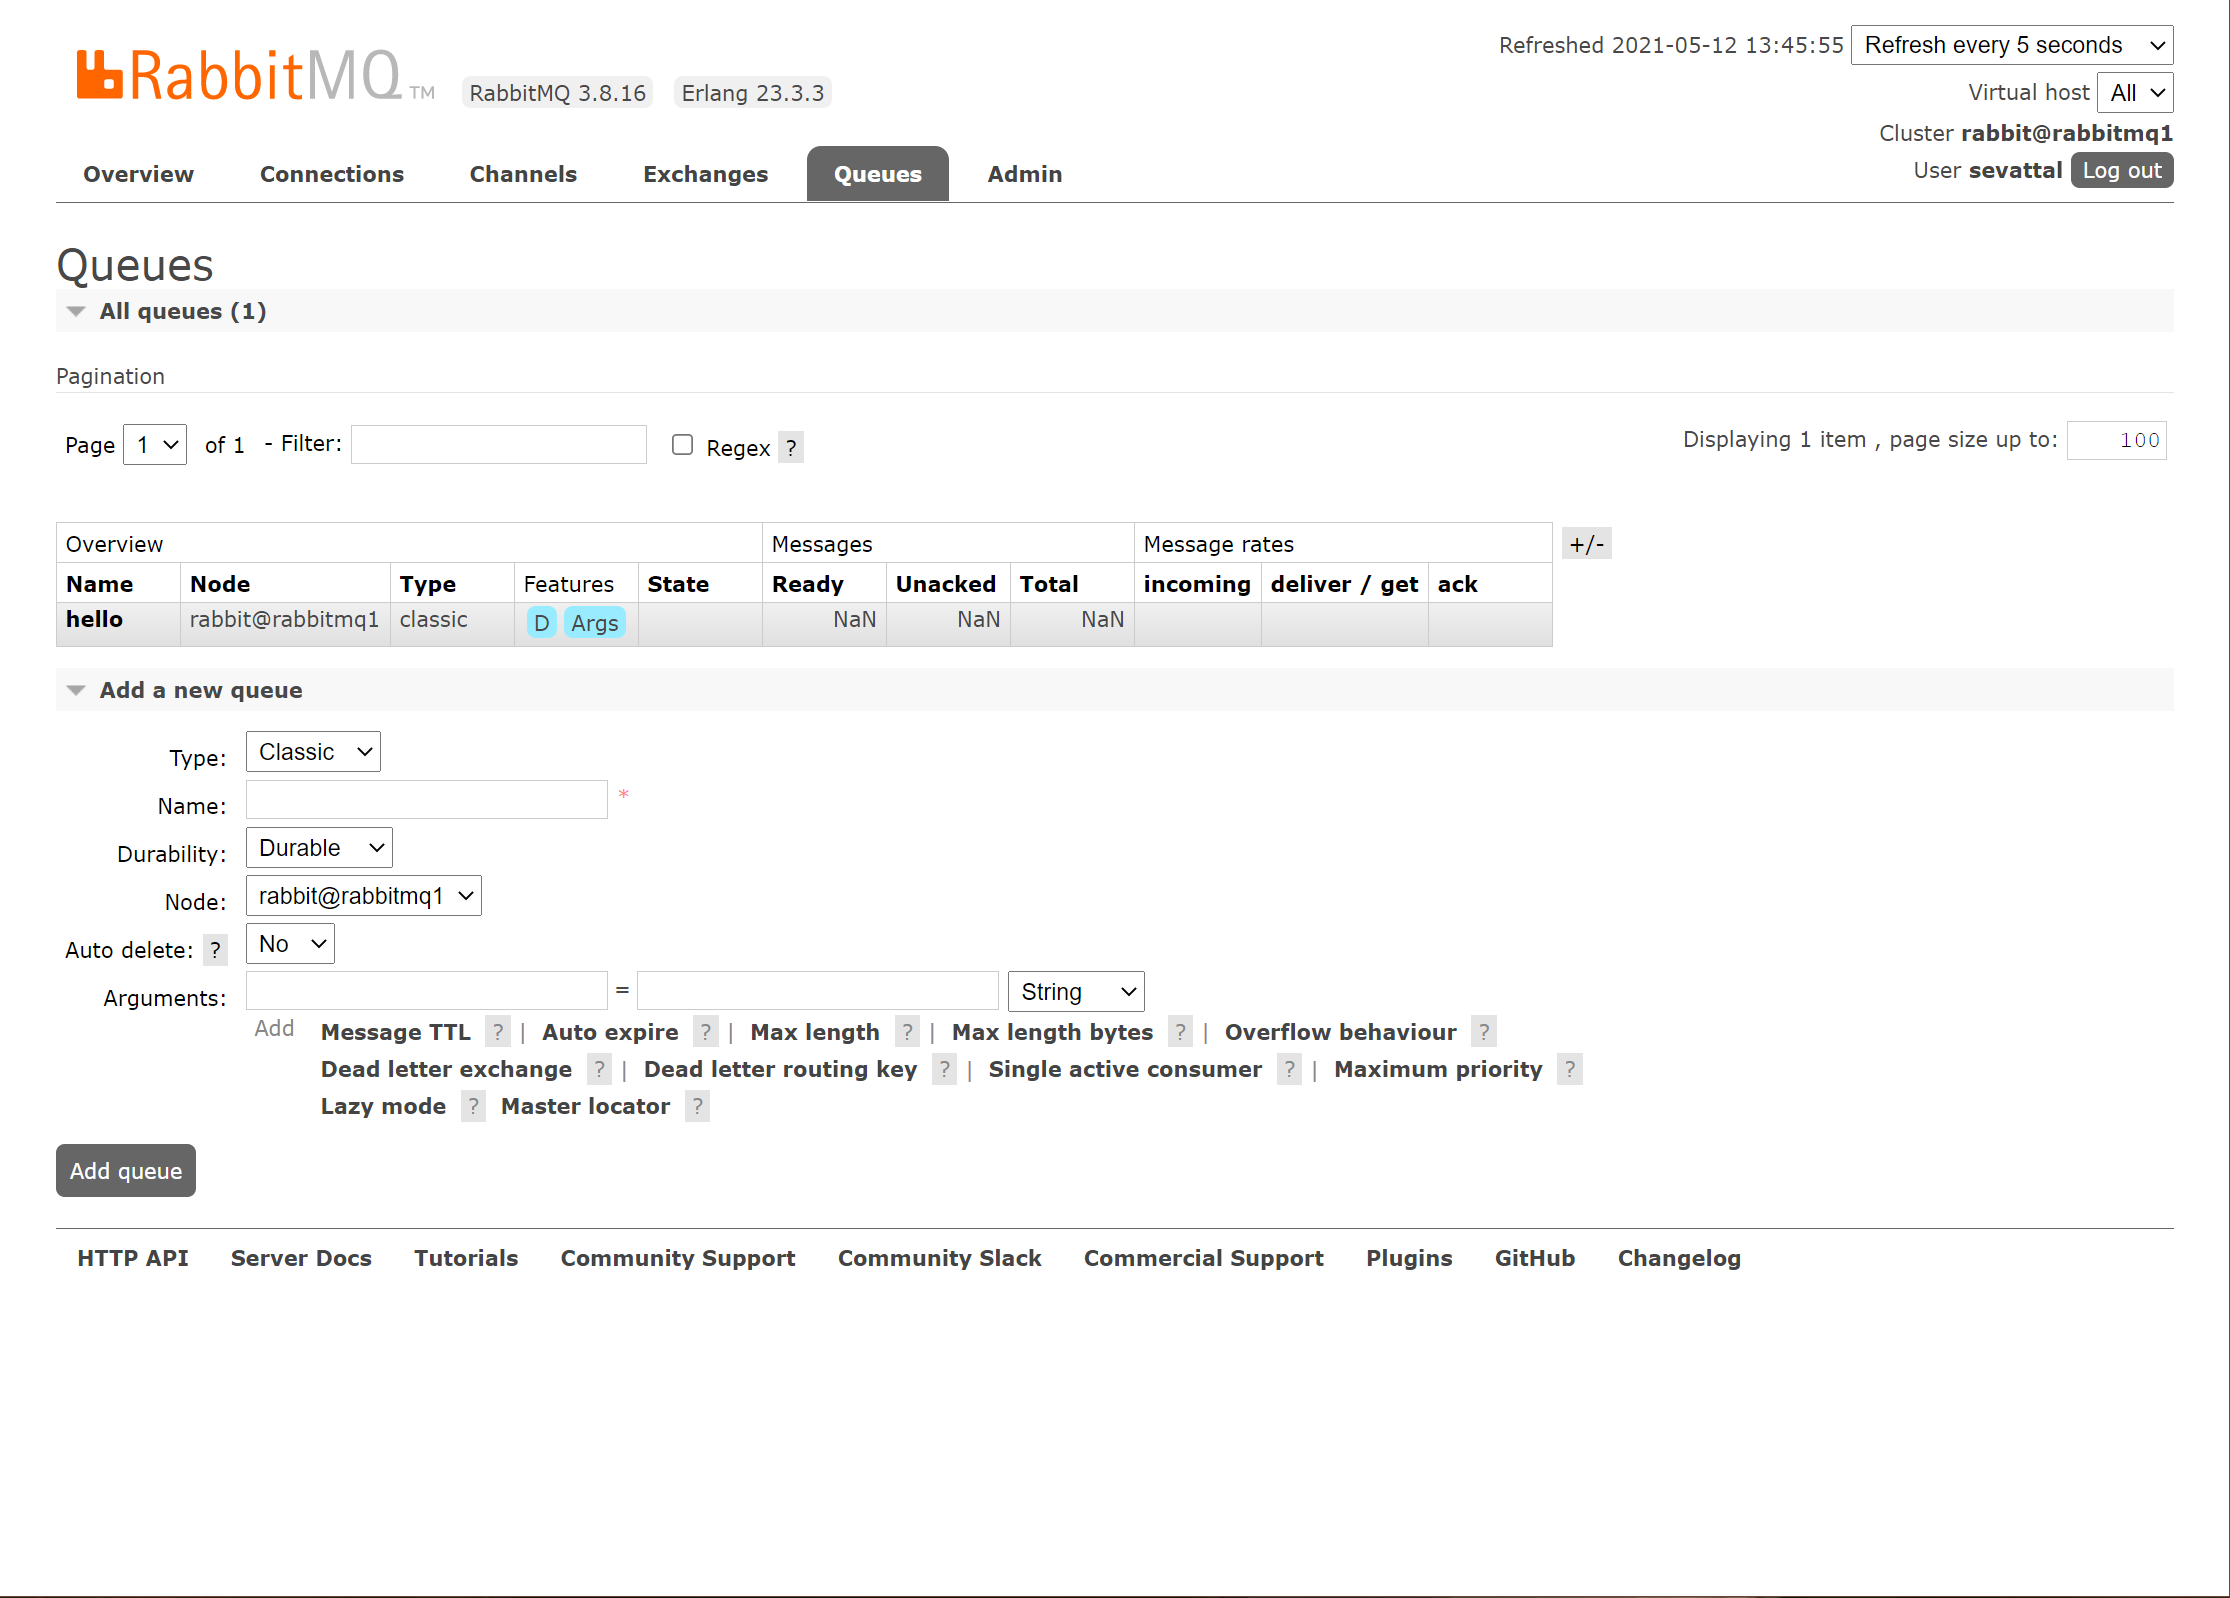 RabbitMQ TM RabbitMQ 3.8.16 Erlang 23.3.3
Refreshed 2021-05-12 13:45:55 Refresh every 5 seconds
Virtual host All
Cluster rabbit@rabbitmq1
User sevattal Log out
Overview Connections Channels Exchanges Queues Admin
Queues
All queues (1)
Pagination
Page 1 of 1 - Filter: Regex ? Displaying 1 item , page size up to: 100
Overview Messages Message rates +/-
Name Node Type Features State Ready Unacked Total incoming deliver / get ack
hello rabbit@rabbitmq1 classic D Args NaN NaN NaN
Add a new queue
Type: Classic
Name: *
Durability: Durable
Node: rabbit@rabbitmq1
Auto delete: ? No
Arguments: = String
Add Message TTL ? | Auto expire ? | Max length ? | Max length bytes ? | Overflow behaviour ?
Dead letter exchange ? | Dead letter routing key ? | Single active consumer ? | Maximum priority ?
Lazy mode ? Master locator ?
Add queue
HTTP API Server Docs Tutorials Community Support Community Slack Commercial Support Plugins GitHub Changelog